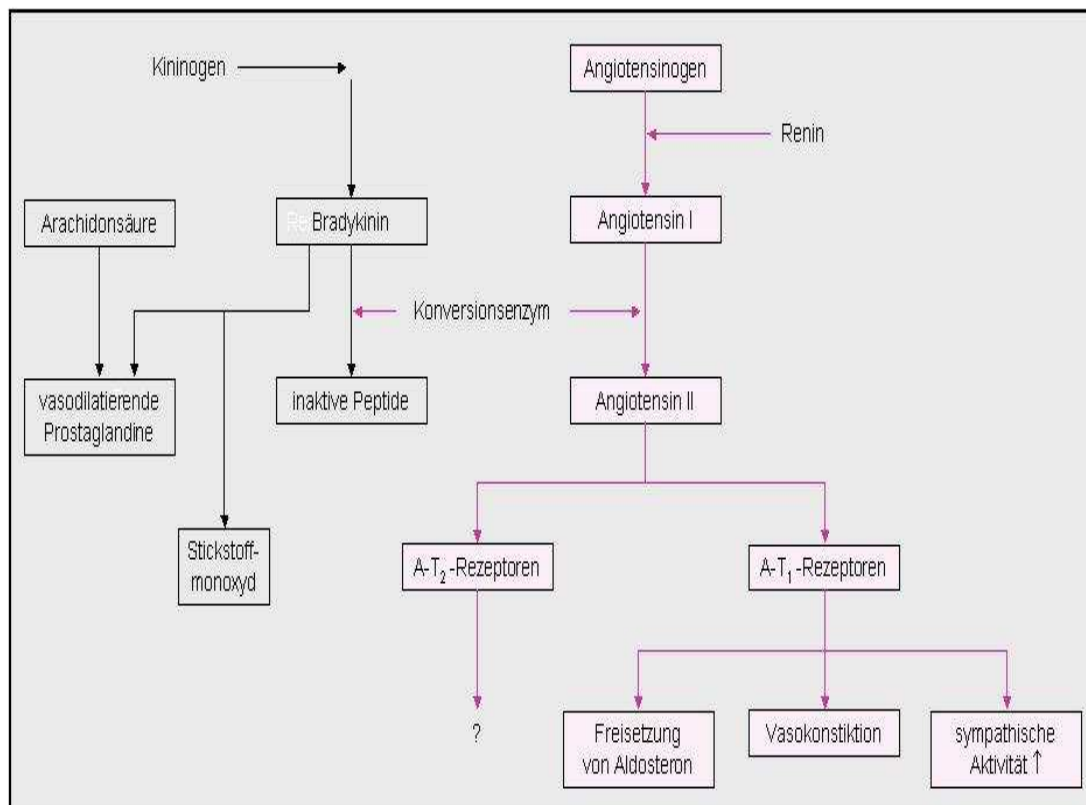 Kininogen
Angiotensinogen
Renin
Arachidonsäure
Re Bradykinin
Angiotensin I
Konversionsenzym
vasodilatierende
Prostaglandine
inaktive Peptide
Angiotensin II
Stickstoff-
monoxyd
A-T₂-Rezeptoren
A-T₁-Rezeptoren
?
Freisetzung
von Aldosteron
Vasokonstiktion
sympathische
Aktivität ↑